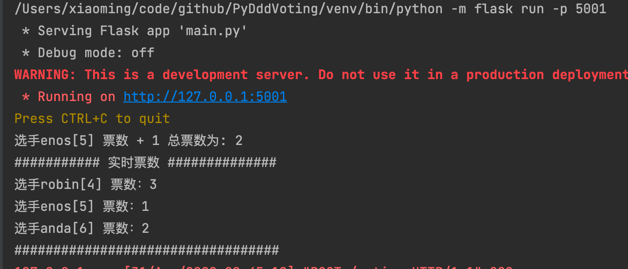 /Users/xiaoming/code/github/PyDddVoting/venv/bin/python -m flask run -p 5001
* Serving Flask app 'main.py'
* Debug mode: off
WARNING: This is a development server. Do not use it in a production deployment
* Running on http://127.0.0.1:5001
Press CTRL+C to quit
选手enos[5] 票数 + 1 总票数为: 2
########### 实时票数 ##############
选手robin[4] 票数：3
选手enos[5] 票数：1
选手anda[6] 票数：2
##################################